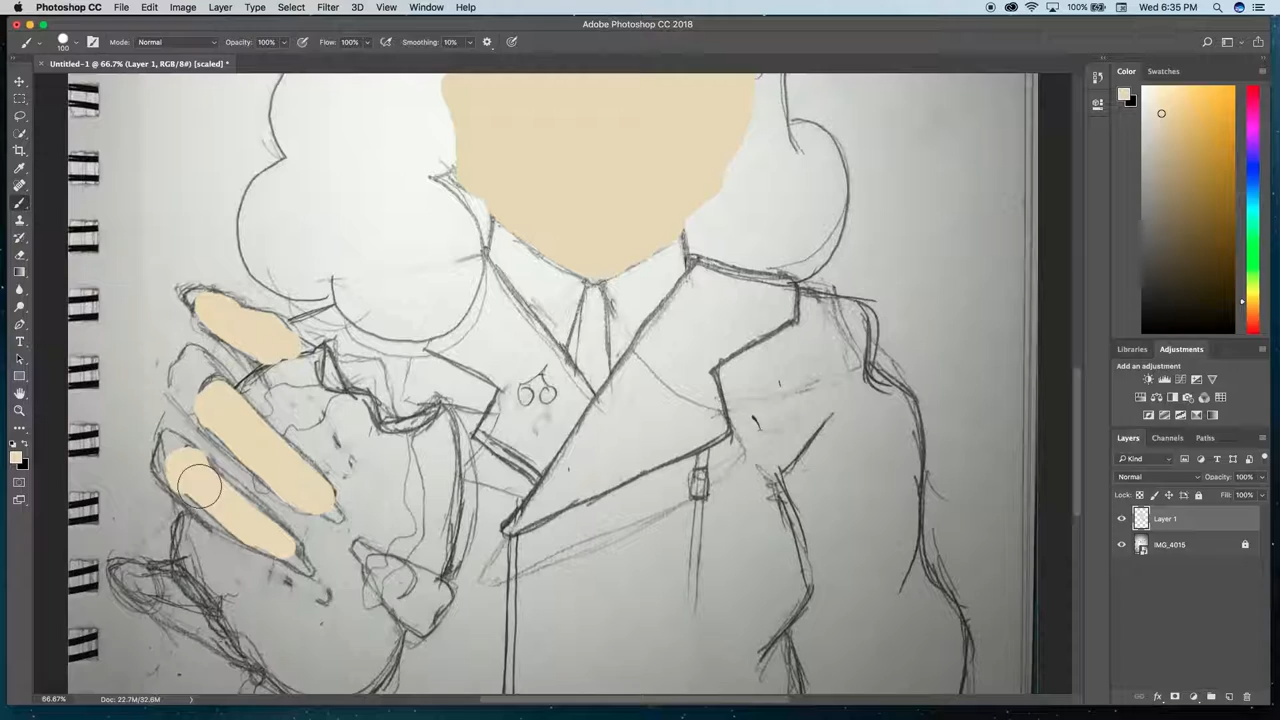 Photoshop CC File Edit Image Layer Type Select Filter 3D View Window Help 100% Wed 6:35 PM
Adobe Photoshop CC 2018
100 Mode: Normal Opacity: 100% Flow: 100% Smoothing: 10%
Untitled-1 @ 66.7% (Layer 1, RGB/8#) [scaled] *
Color Swatches
Libraries Adjustments
Add an adjustment
Layers Channels Paths
Kind
Normal Opacity: 100%
Lock: Fill: 100%
Layer 1
IMG_4015
66.67% Doc: 22.7M/32.6M